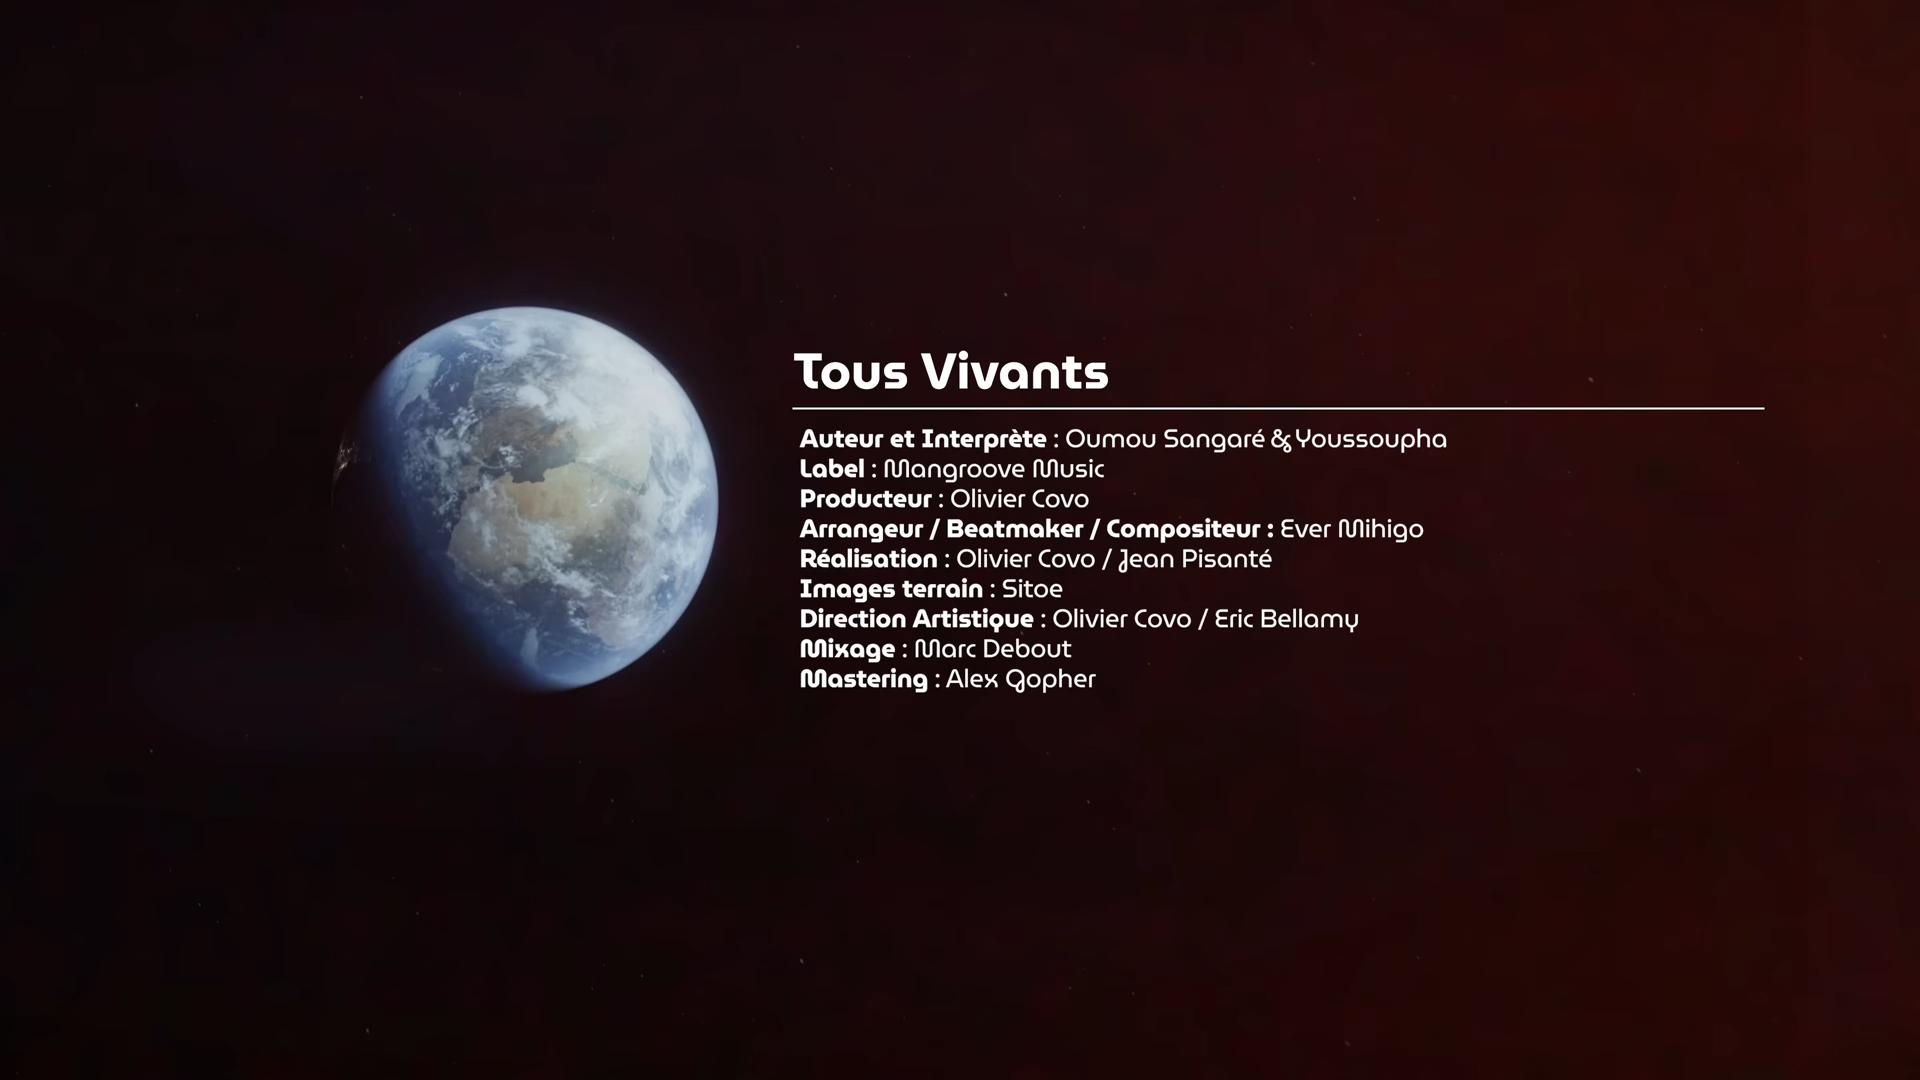 Tous Vivants
Auteur et Interprète : Oumou Sangaré & Youssoupha
Label : Mangroove Music
Producteur : Olivier Covo
Arrangeur / Beatmaker / Compositeur : Ever Mihigo
Réalisation : Olivier Covo / Jean Pisanté
Images terrain : Sitoe
Direction Artistique : Olivier Covo / Eric Bellamy
Mixage : Marc Debout
Mastering : Alex Gopher